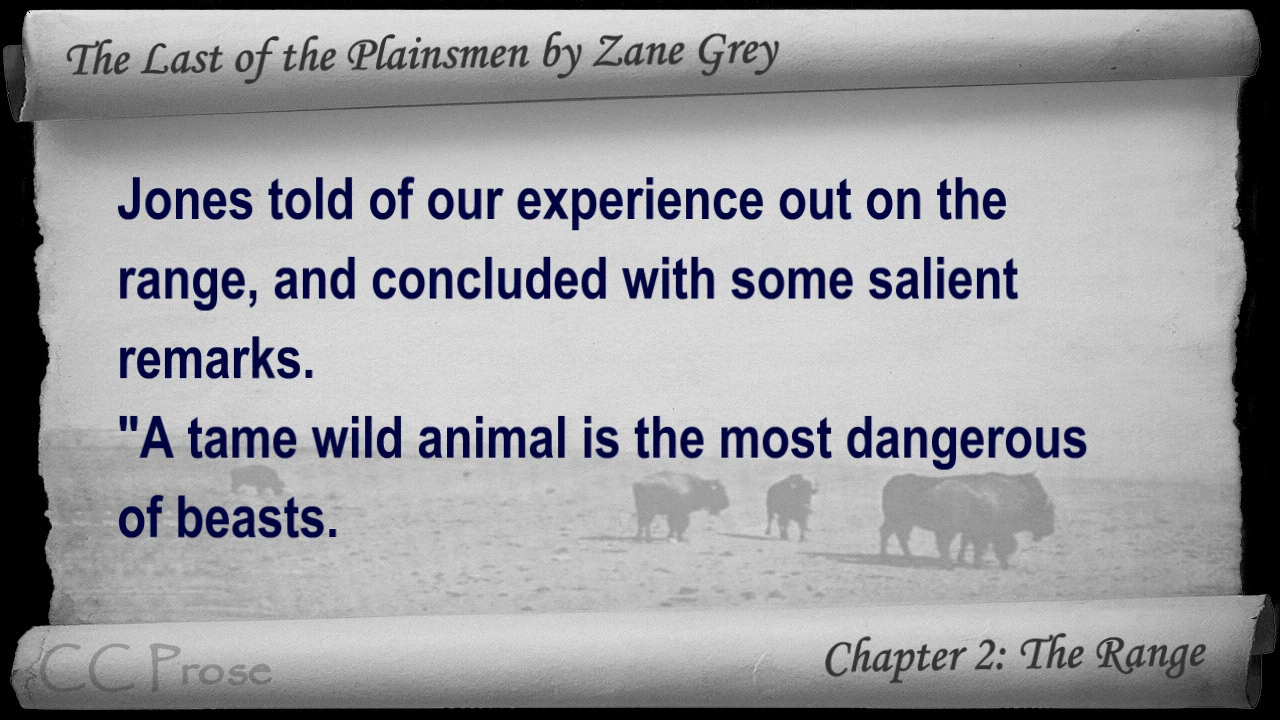 The Last of the Plainsmen by Zane Grey
Jones told of our experience out on the
range, and concluded with some salient
remarks.
"A tame wild animal is the most dangerous
of beasts.
CC Prose
Chapter 2: The Range